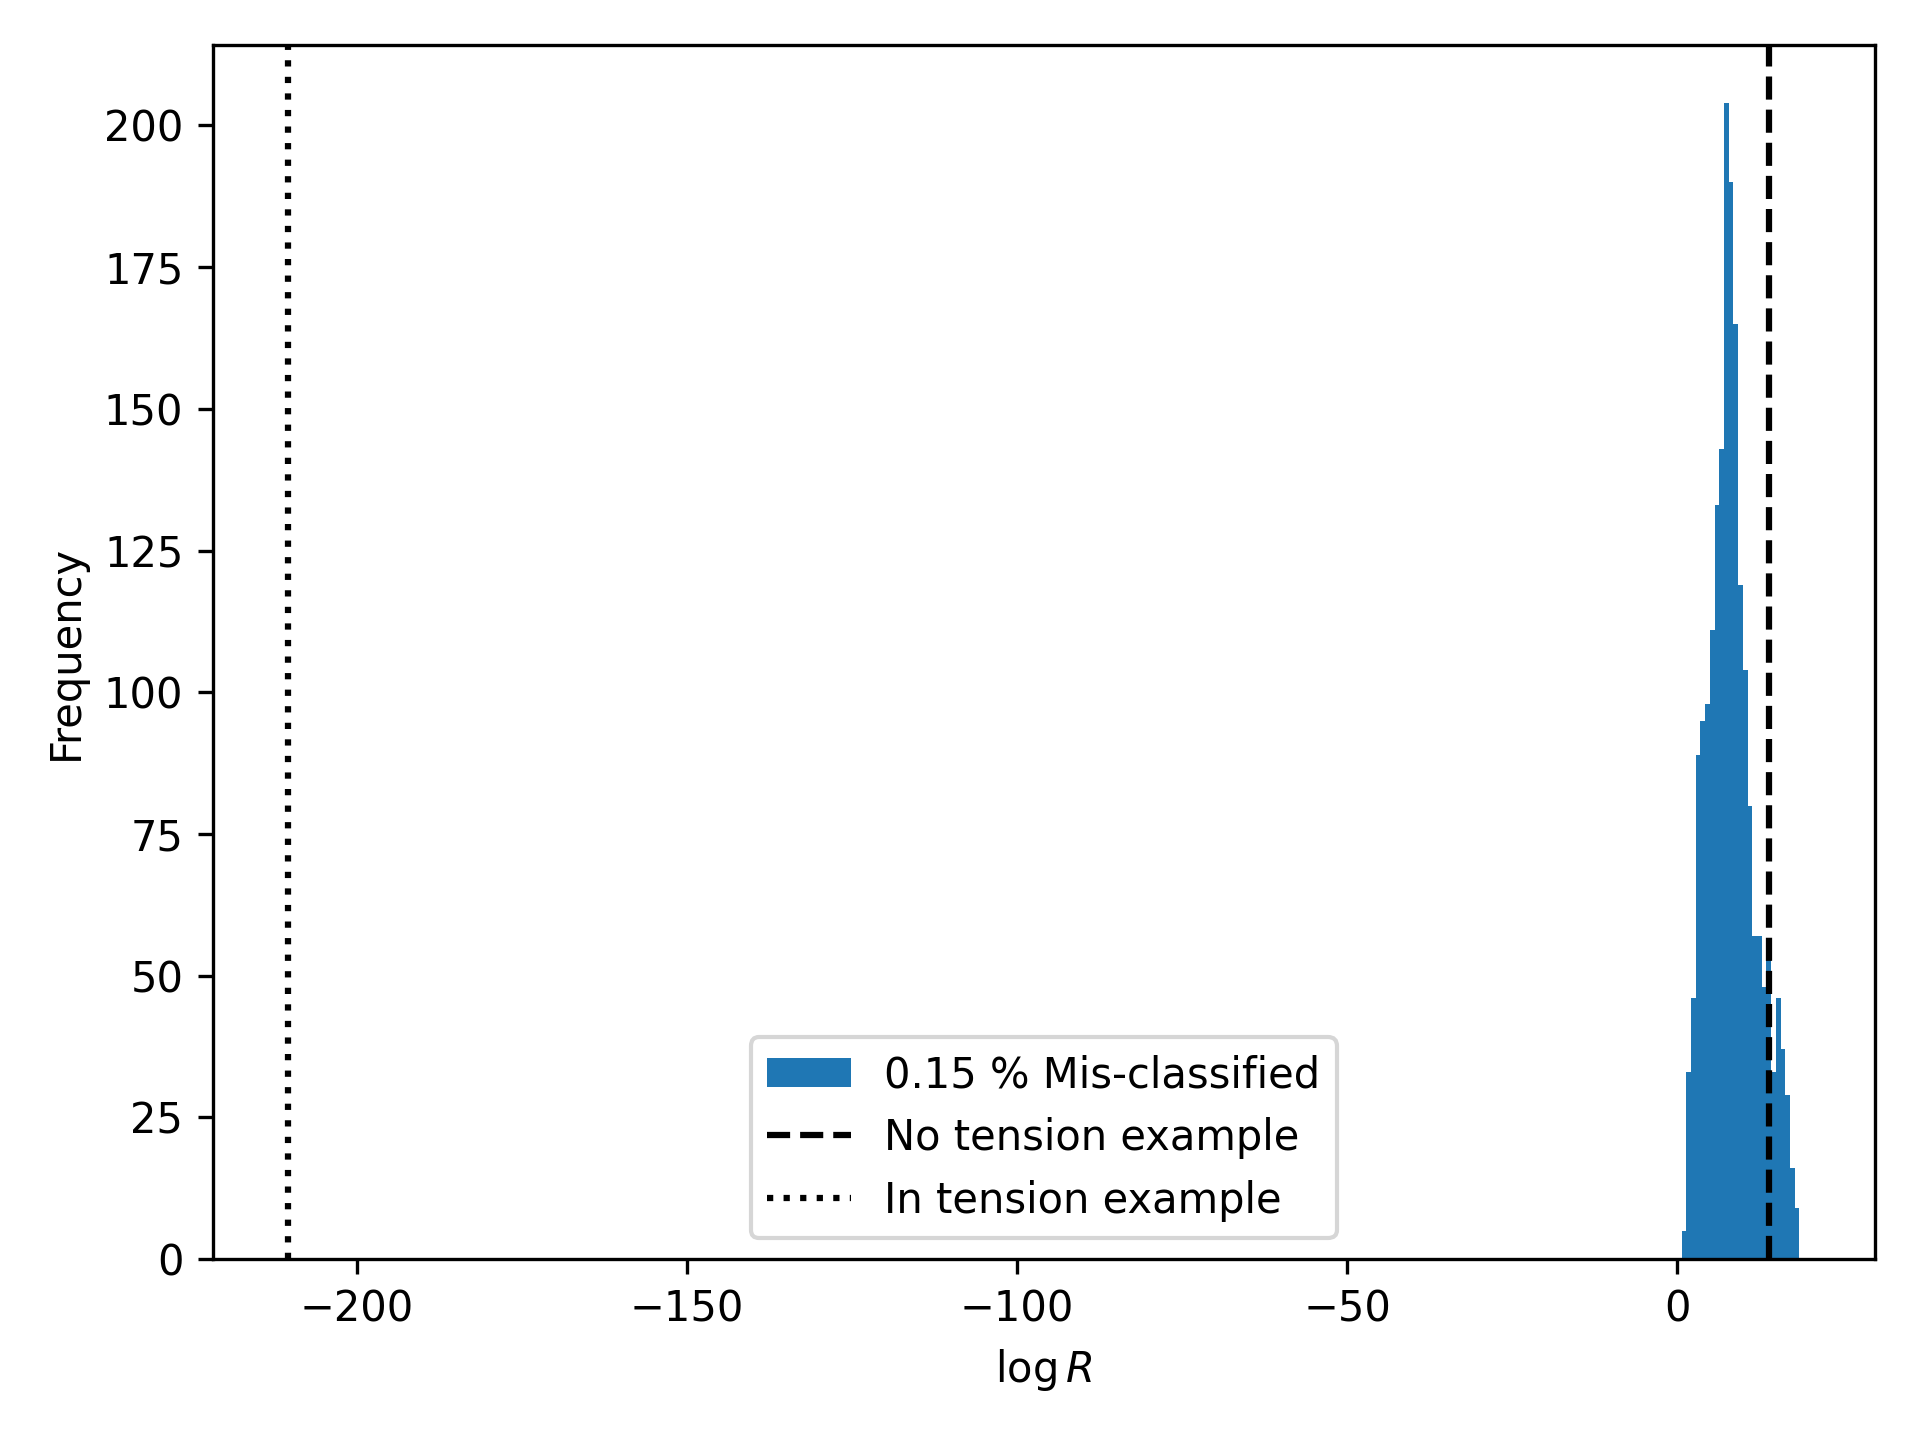 200
175
150
125
100
75
50
25
0
Frequency
0.15 % Mis-classified
No tension example
In tension example
−200 −150 −100 −50 0
log R